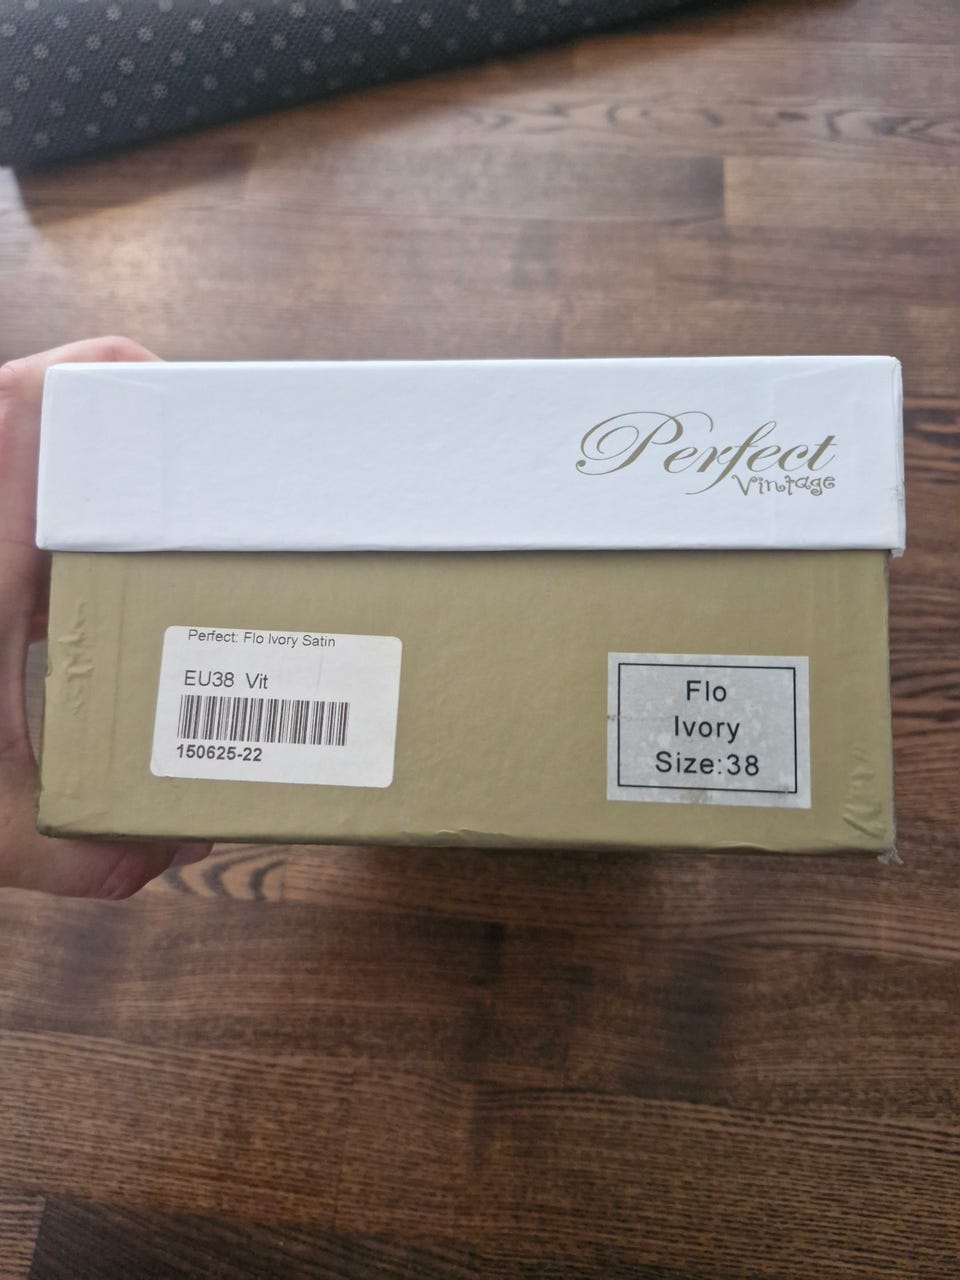 Perfect
Vintage
Perfect: Flo Ivory Satin
EU38 Vit
150625-22
Flo
Ivory
Size:38